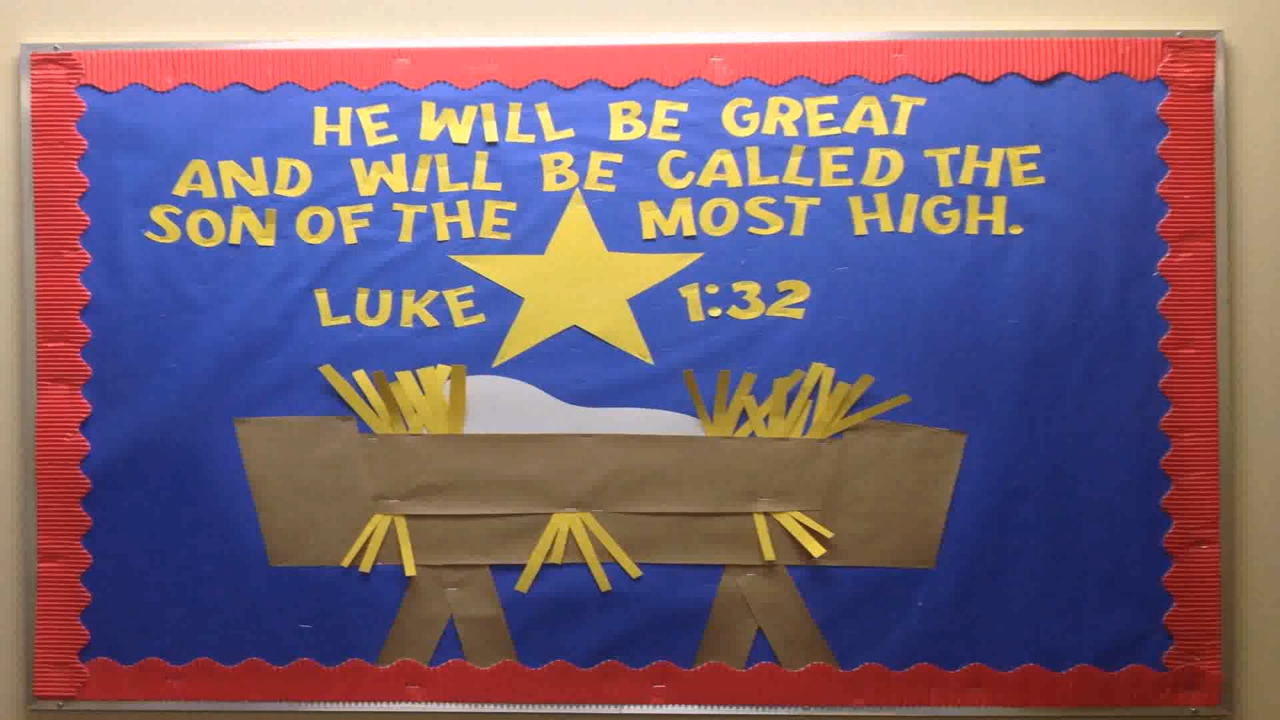 HE WILL BE GREAT
AND WILL BE CALLED THE
SON OF THE MOST HIGH.
LUKE 1:32